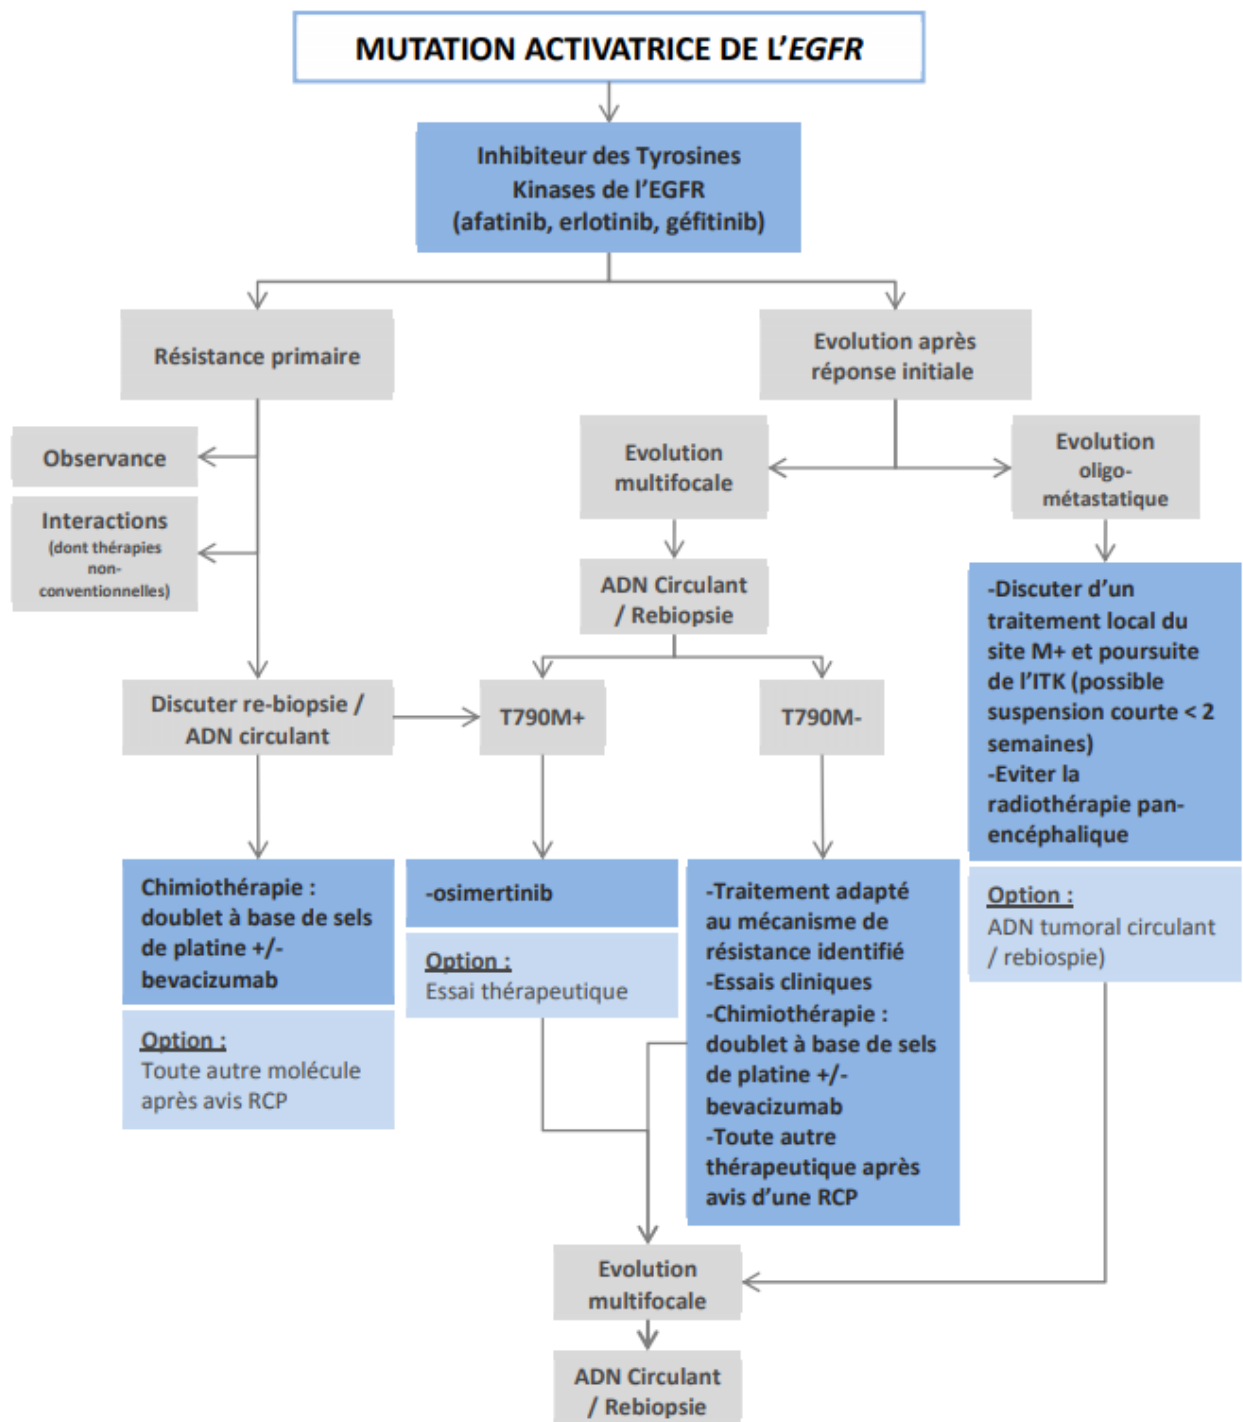 MUTATION ACTIVATRICE DE L’EGFR
Inhibiteur des Tyrosines
Kinases de l’EGFR
(afatinib, erlotinib, géfitinib)
Résistance primaire
Evolution après
réponse initiale
Observance
Interactions
(dont thérapies
non-
conventionnelles)
Evolution
multifocale
Evolution
oligo-
métastatique
ADN Circulant
/ Rebiopsie
Discuter re-biopsie /
ADN circulant
T790M+
T790M-
-Discuter d’un
traitement local du
site M+ et poursuite
de l’ITK (possible
suspension courte < 2
semaines)
-Eviter la
radiothérapie pan-
encéphalique
Option :
ADN tumoral circulant
/ rebiospie)
Chimiothérapie :
doublet à base de sels
de platine +/-
bevacizumab
Option :
Toute autre molécule
après avis RCP
-osimertinib
Option :
Essai thérapeutique
-Traitement adapté
au mécanisme de
résistance identifié
-Essais cliniques
-Chimiothérapie :
doublet à base de sels
de platine +/-
bevacizumab
-Toute autre
thérapeutique après
avis d’une RCP
Evolution
multifocale
ADN Circulant
/ Rebiopsie